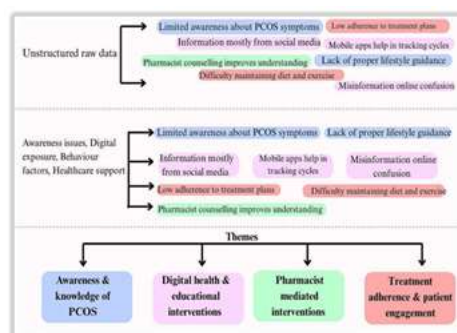 Limited awareness about PCOS symptoms
Low adherence to treatment plans
Unstructured raw data
Information mostly from social media
Mobile apps help in tracking cycles
Pharmacist counselling improves understanding
Lack of proper lifestyle guidance
Difficulty maintaining diet and exercise
Misinformation online confusion
Limited awareness about PCOS symptoms
Lack of proper lifestyle guidance
Awareness issues, Digital
exposure, Behaviour
factors, Healthcare support
Information mostly
from social media
Mobile apps help in
tracking cycles
Misinformation online
confusion
Low adherence to treatment plans
Difficulty maintaining diet and exercise
Pharmacist counselling improves understanding
Themes
Awareness &
knowledge of
PCOS
Digital health &
educational
interventions
Pharmacist
mediated
interventions
Treatment
adherence & patient
engagement